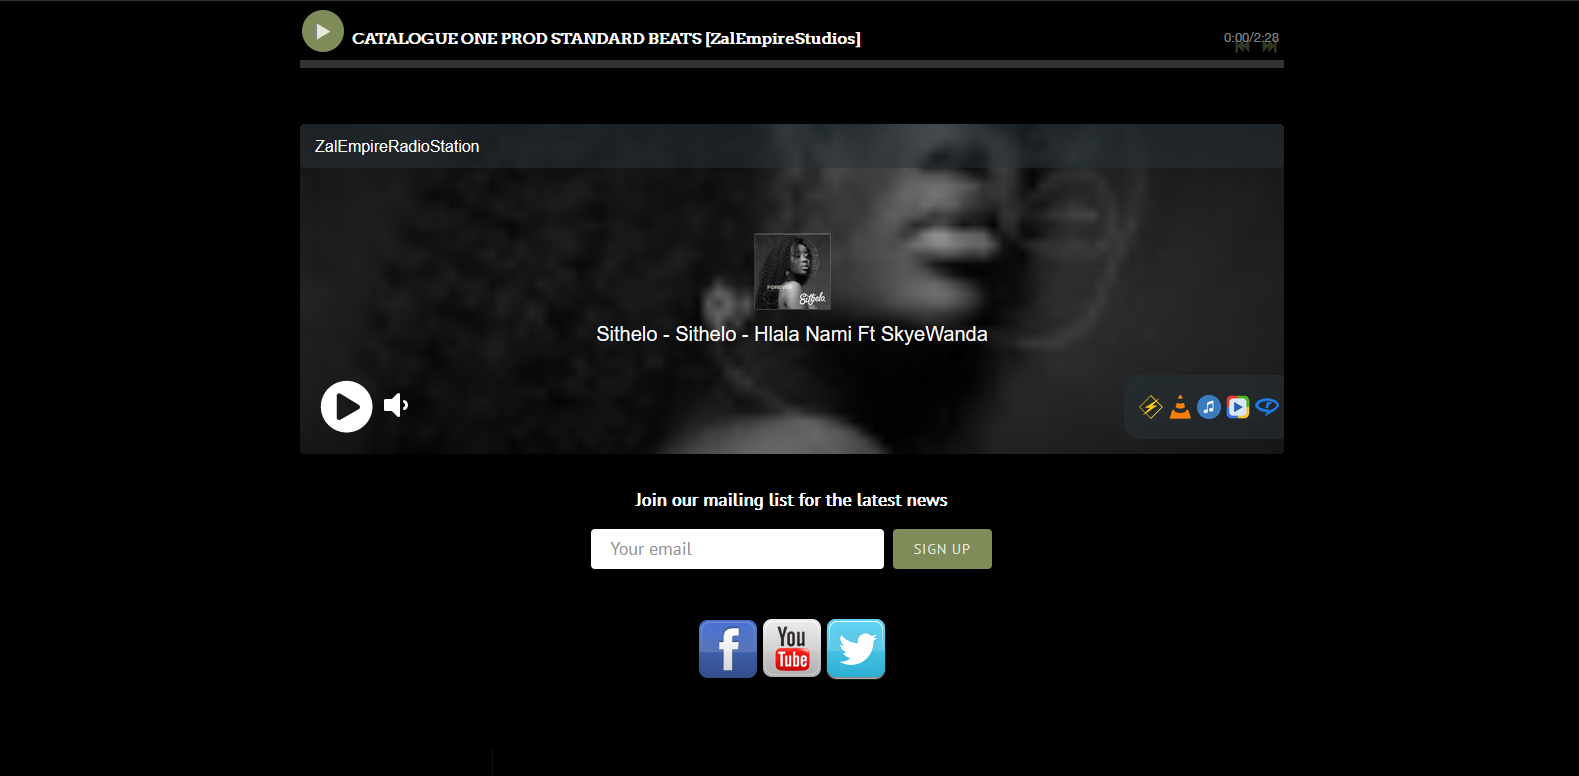 CATALOGUE ONE PROD STANDARD BEATS [ZalEmpireStudios]
0:00/2:28
ZalEmpireRadioStation
FOREVER
Sithelo.
Sithelo - Sithelo - Hlala Nami Ft SkyeWanda
Join our mailing list for the latest news
Your email
SIGN UP
f
You
Tube